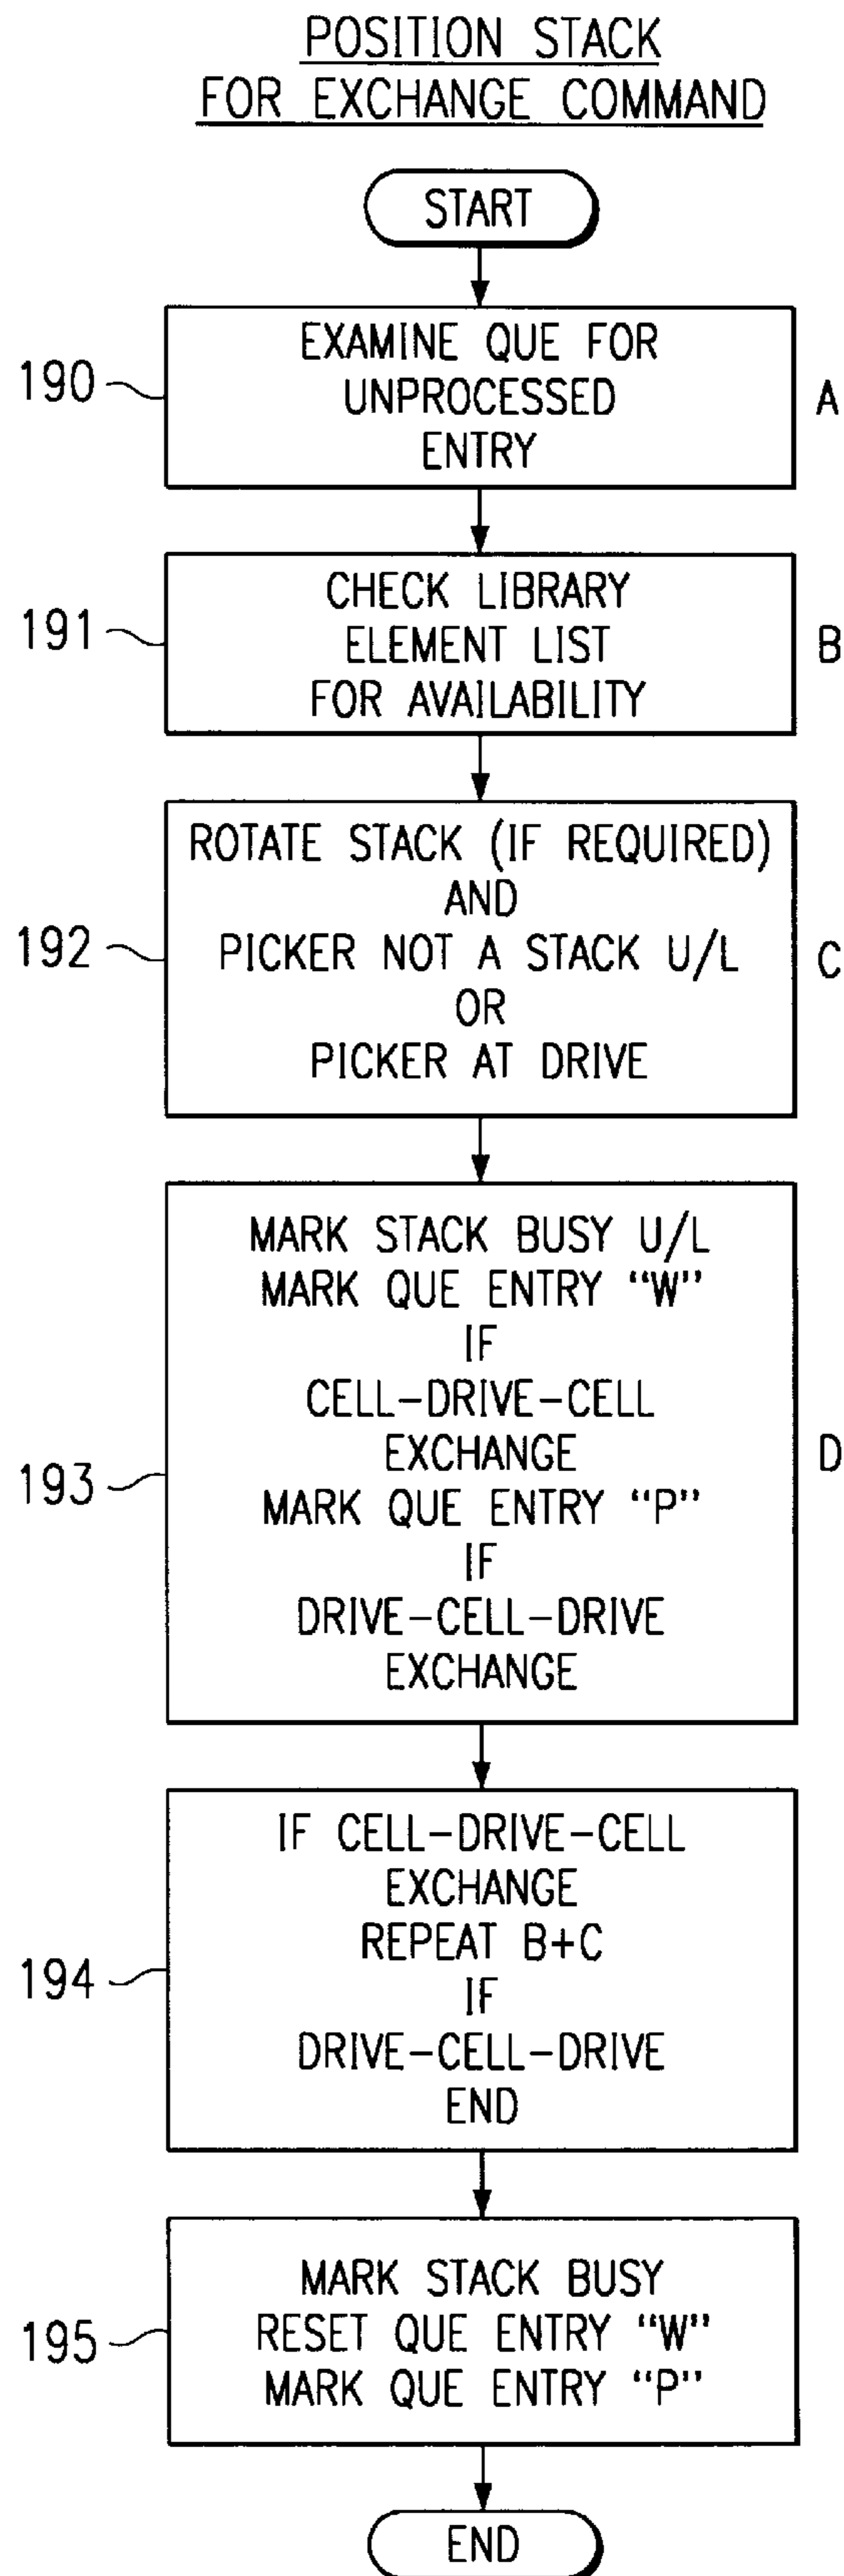 POSITION STACK
FOR EXCHANGE COMMAND
START
190
EXAMINE QUE FOR
UNPROCESSED
ENTRY
A
191
CHECK LIBRARY
ELEMENT LIST
FOR AVAILABILITY
B
192
ROTATE STACK (IF REQUIRED)
AND
PICKER NOT A STACK U/L
OR
PICKER AT DRIVE
C
193
MARK STACK BUSY U/L
MARK QUE ENTRY “W”
IF
CELL–DRIVE–CELL
EXCHANGE
MARK QUE ENTRY “P”
IF
DRIVE–CELL–DRIVE
EXCHANGE
D
194
IF CELL–DRIVE–CELL
EXCHANGE
REPEAT B+C
IF
DRIVE–CELL–DRIVE
END
195
MARK STACK BUSY
RESET QUE ENTRY “W”
MARK QUE ENTRY “P”
END